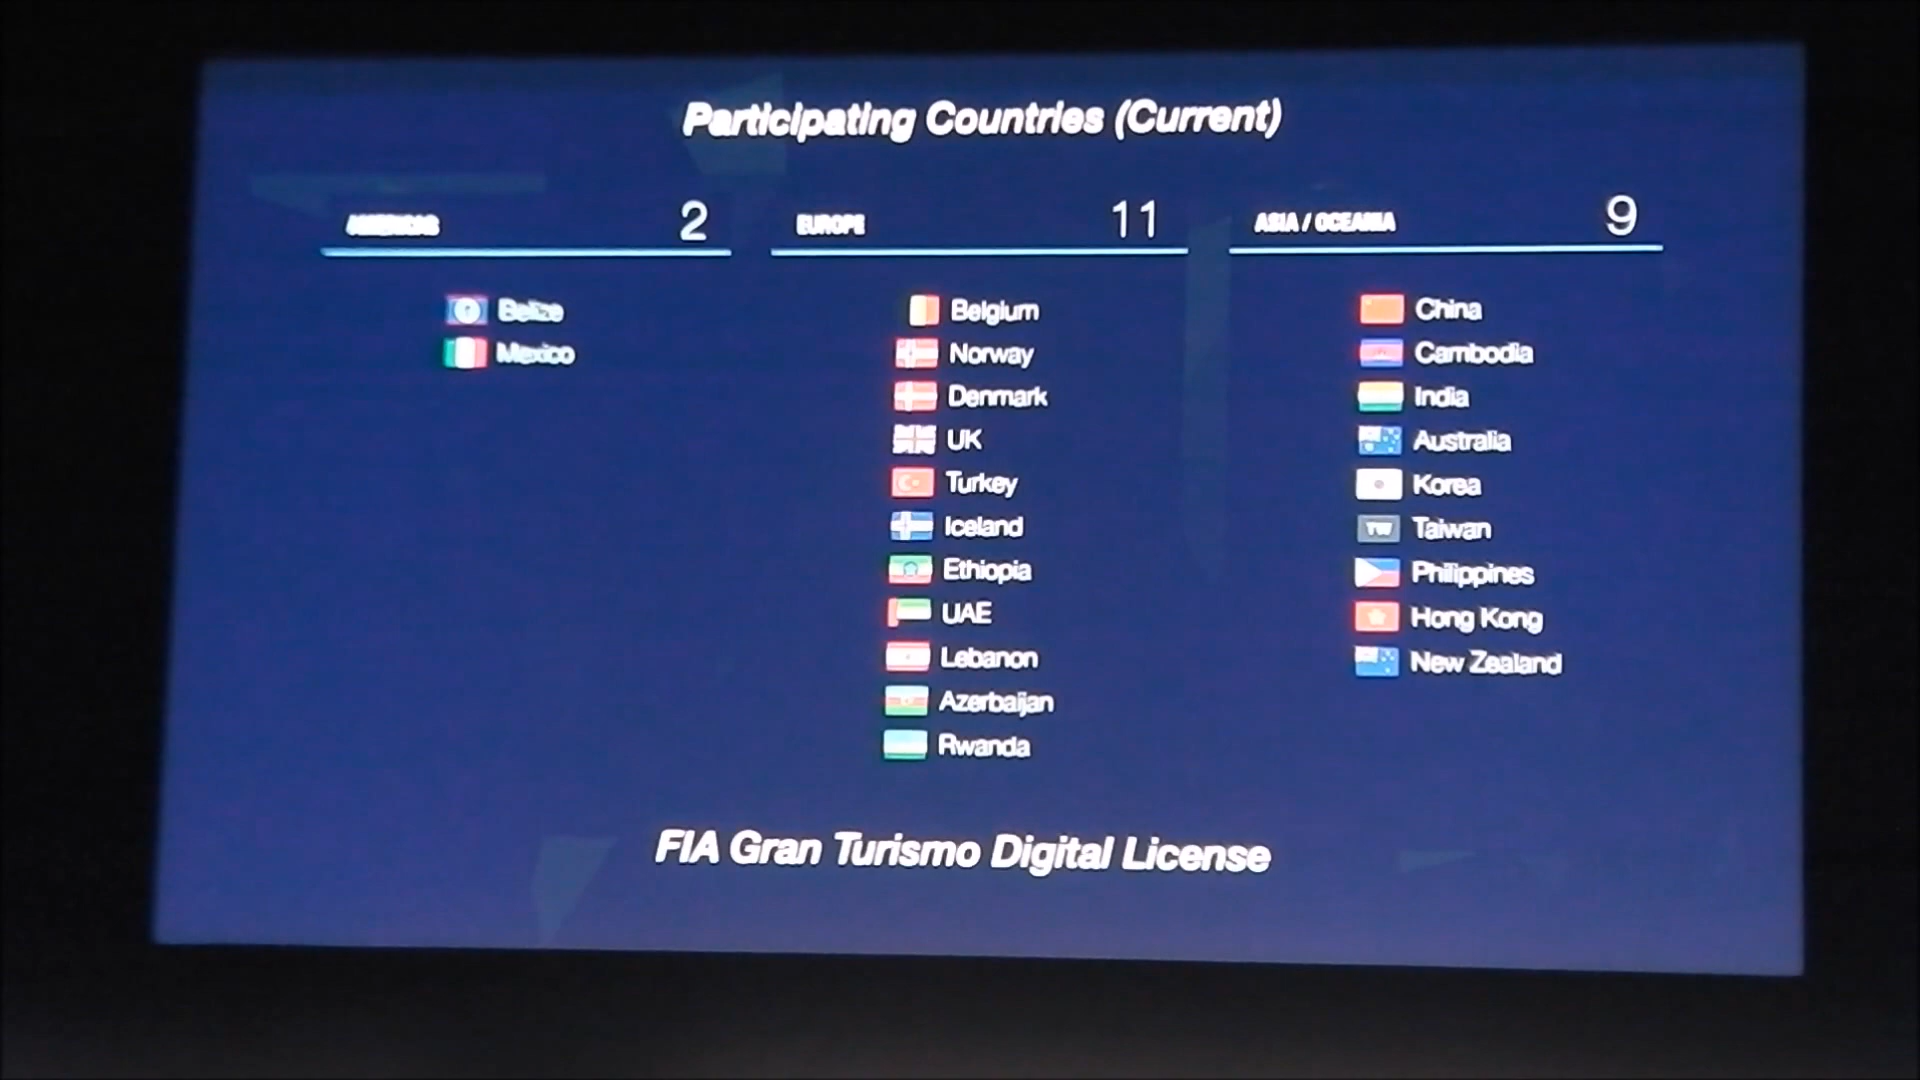 Participating Countries (Current)
AMERICAS 2
Belize
Mexico
EUROPE 11
Belgium
Norway
Denmark
UK
Turkey
Iceland
Ethiopia
UAE
Lebanon
Azerbaijan
Rwanda
ASIA / OCEANIA 9
China
Cambodia
India
Australia
Korea
TW Taiwan
Philippines
Hong Kong
New Zealand
FIA Gran Turismo Digital License